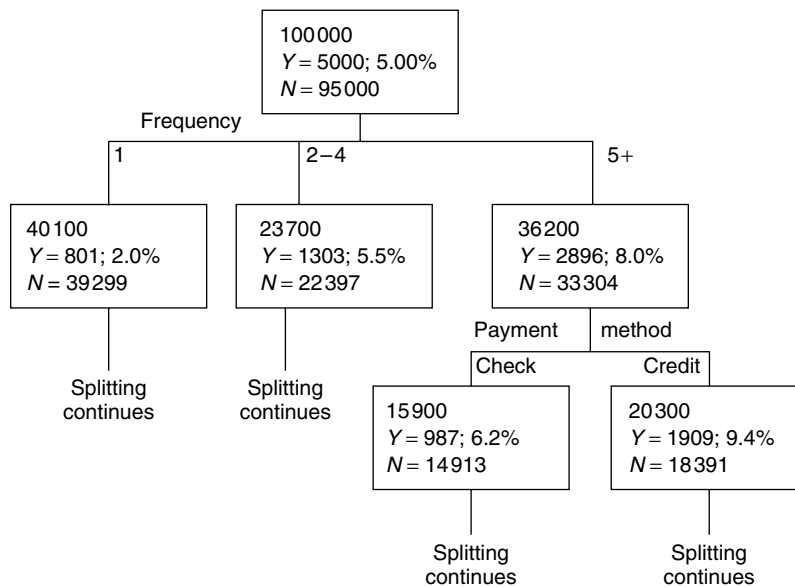 100000
Y = 5000; 5.00%
N = 95000
Frequency
1
2–4
5+
40100
Y = 801; 2.0%
N = 39299
23700
Y = 1303; 5.5%
N = 22397
36200
Y = 2896; 8.0%
N = 33304
Splitting
continues
Splitting
continues
Payment method
Check
Credit
15900
Y = 987; 6.2%
N = 14913
20300
Y = 1909; 9.4%
N = 18391
Splitting
continues
Splitting
continues